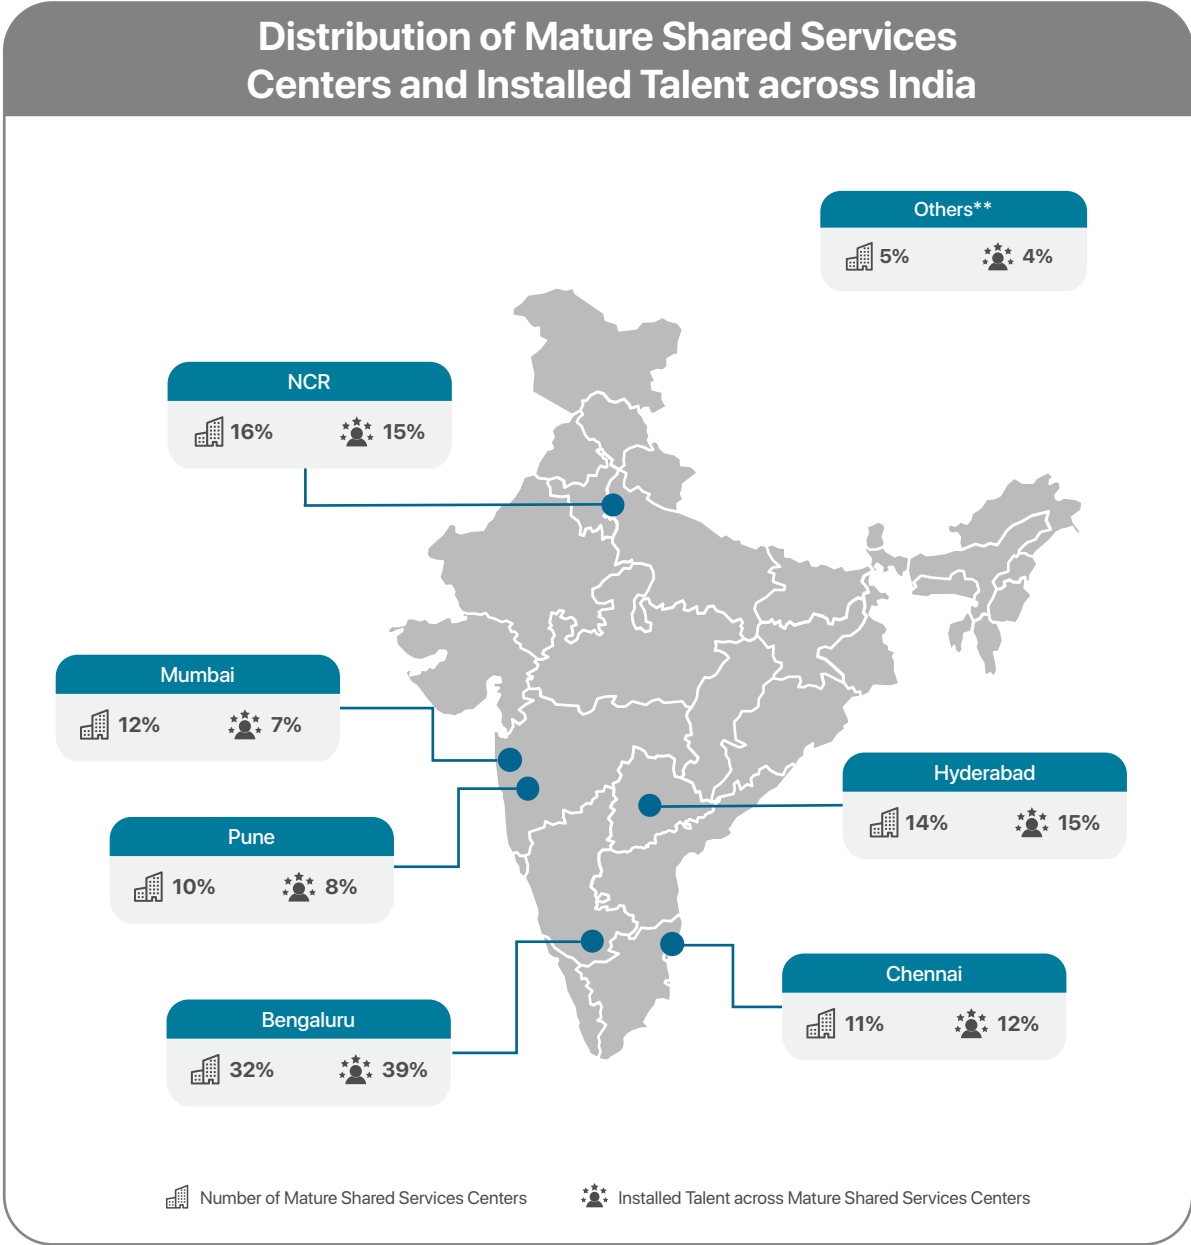 Distribution of Mature Shared Services
Centers and Installed Talent across India
Others**
5% 4%
NCR
16% 15%
Mumbai
12% 7%
Hyderabad
14% 15%
Pune
10% 8%
Chennai
11% 12%
Bengaluru
32% 39%
Number of Mature Shared Services Centers
Installed Talent across Mature Shared Services Centers